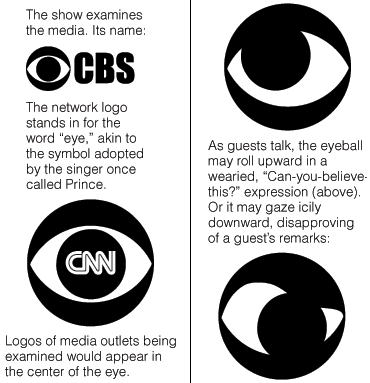 The show examines
the media. Its name:
CBS
The network logo
stands in for the
word “eye,” akin to
the symbol adopted
by the singer once
called Prince.
CNN
Logos of media outlets being
examined would appear in
the center of the eye.
As guests talk, the eyeball
may roll upward in a
wearied, “Can-you-believe-
this?” expression (above).
Or it may gaze icily
downward, disapproving
of a guest’s remarks: